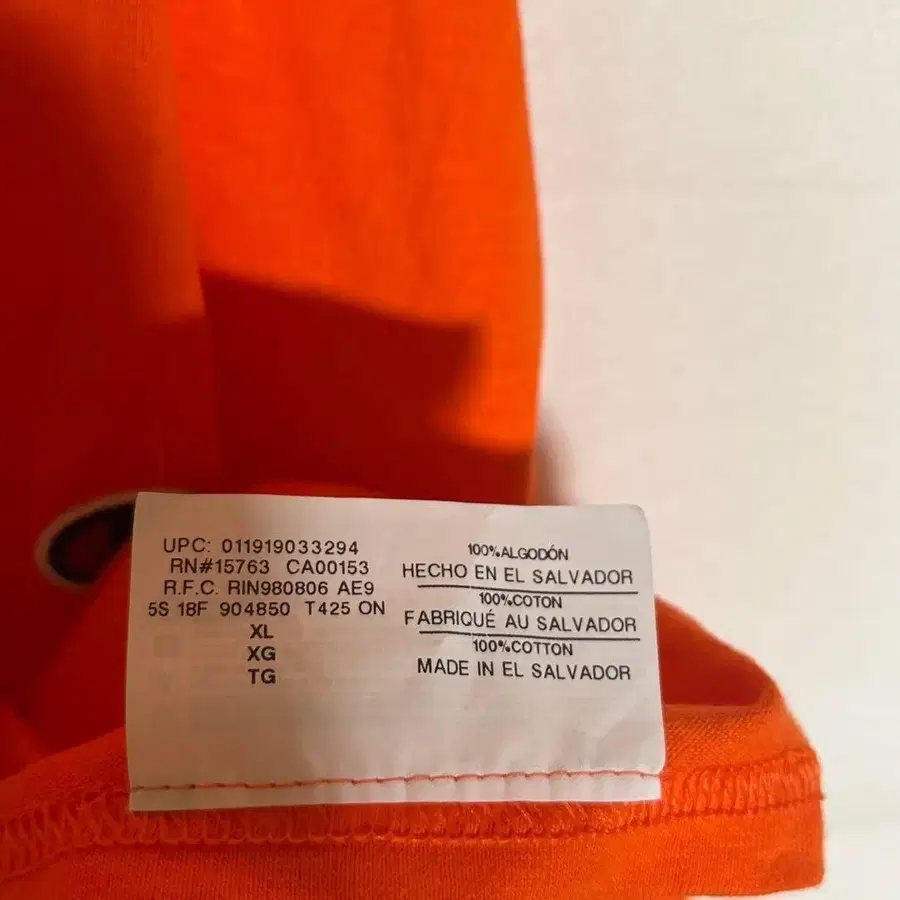 UPC: 011919033294
RN#15763 CA00153
R.F.C. RIN980806 AE9
5S 18F 904850 T425 ON
XL
XG
TG
100%ALGODÓN
HECHO EN EL SALVADOR
100%COTON
FABRIQUÉ AU SALVADOR
100%COTTON
MADE IN EL SALVADOR